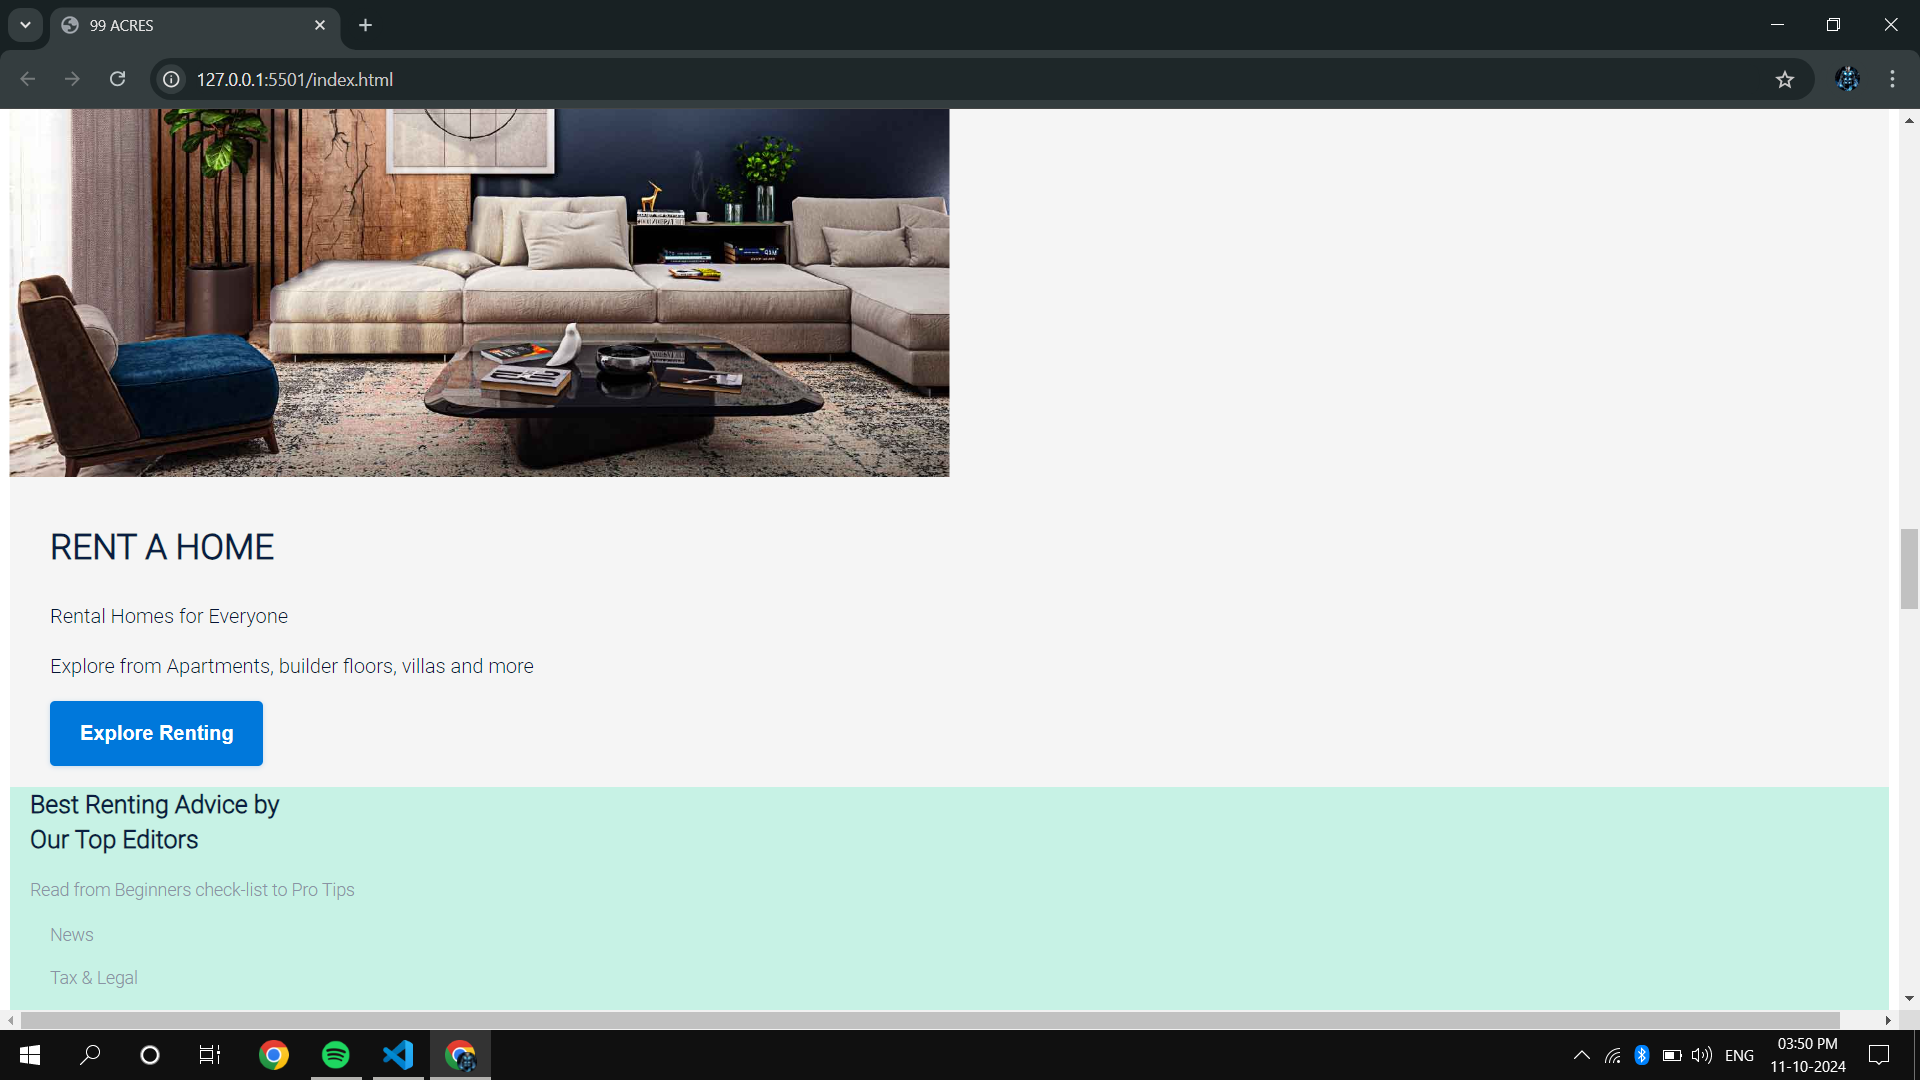 99 ACRES
127.0.0.1:5501/index.html
RENT A HOME
Rental Homes for Everyone
Explore from Apartments, builder floors, villas and more
Explore Renting
Best Renting Advice by
Our Top Editors
Read from Beginners check-list to Pro Tips
News
Tax & Legal
ENG
03:50 PM
11-10-2024